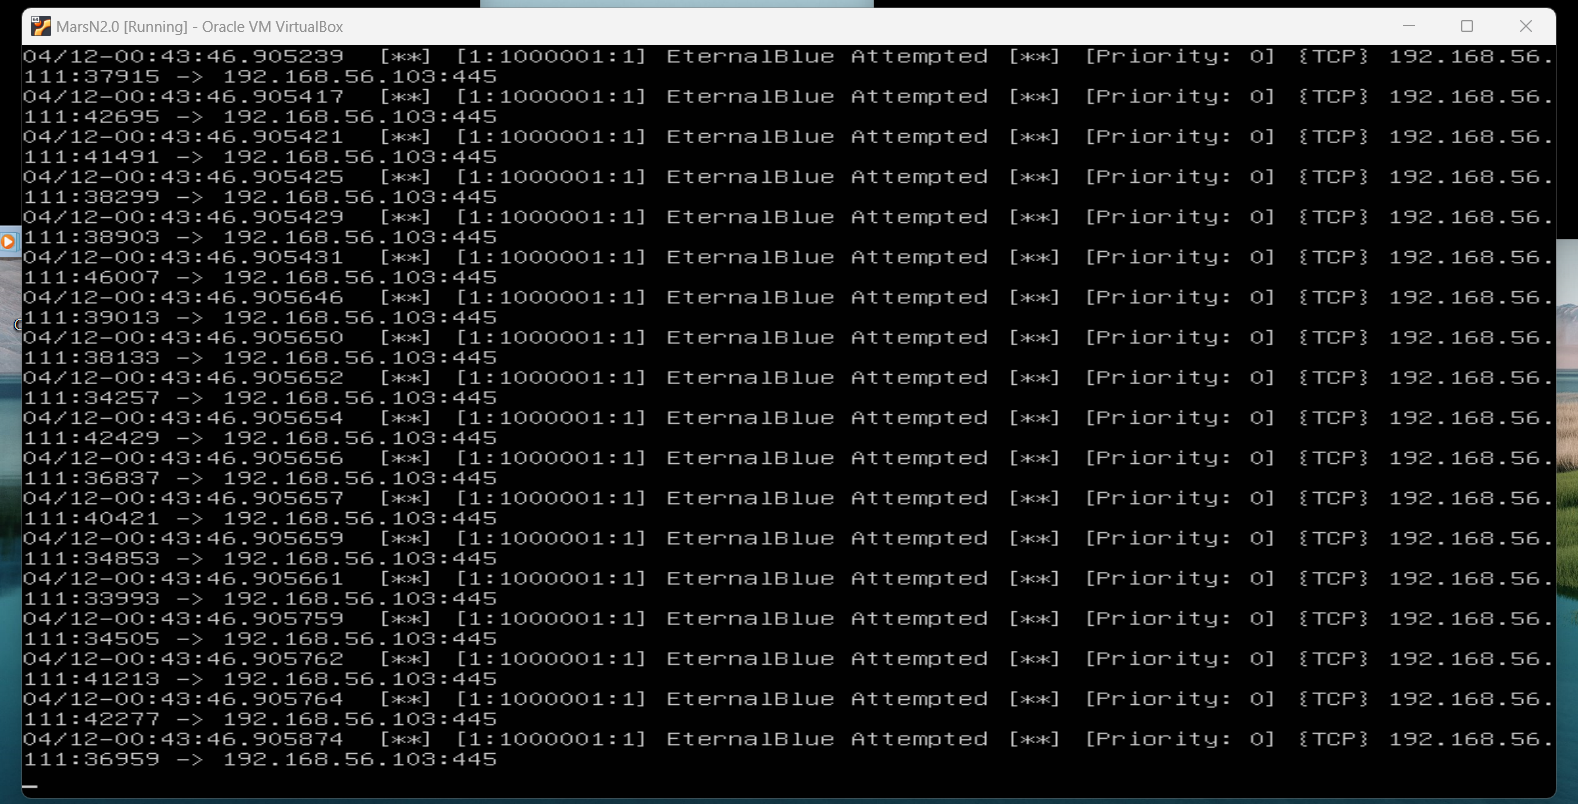 MarsN2.0 [Running] - Oracle VM VirtualBox
04/12-00:43:46.905239  [**] [1:1000001:1] EternalBlue Attempted [**] [Priority: 0] {TCP} 192.168.56.
111:37915 -> 192.168.56.103:445
04/12-00:43:46.905417  [**] [1:1000001:1] EternalBlue Attempted [**] [Priority: 0] {TCP} 192.168.56.
111:42695 -> 192.168.56.103:445
04/12-00:43:46.905421  [**] [1:1000001:1] EternalBlue Attempted [**] [Priority: 0] {TCP} 192.168.56.
111:41491 -> 192.168.56.103:445
04/12-00:43:46.905425  [**] [1:1000001:1] EternalBlue Attempted [**] [Priority: 0] {TCP} 192.168.56.
111:38299 -> 192.168.56.103:445
04/12-00:43:46.905429  [**] [1:1000001:1] EternalBlue Attempted [**] [Priority: 0] {TCP} 192.168.56.
111:38903 -> 192.168.56.103:445
04/12-00:43:46.905431  [**] [1:1000001:1] EternalBlue Attempted [**] [Priority: 0] {TCP} 192.168.56.
111:46007 -> 192.168.56.103:445
04/12-00:43:46.905646  [**] [1:1000001:1] EternalBlue Attempted [**] [Priority: 0] {TCP} 192.168.56.
111:39013 -> 192.168.56.103:445
04/12-00:43:46.905650  [**] [1:1000001:1] EternalBlue Attempted [**] [Priority: 0] {TCP} 192.168.56.
111:38133 -> 192.168.56.103:445
04/12-00:43:46.905652  [**] [1:1000001:1] EternalBlue Attempted [**] [Priority: 0] {TCP} 192.168.56.
111:34257 -> 192.168.56.103:445
04/12-00:43:46.905654  [**] [1:1000001:1] EternalBlue Attempted [**] [Priority: 0] {TCP} 192.168.56.
111:42429 -> 192.168.56.103:445
04/12-00:43:46.905656  [**] [1:1000001:1] EternalBlue Attempted [**] [Priority: 0] {TCP} 192.168.56.
111:36837 -> 192.168.56.103:445
04/12-00:43:46.905657  [**] [1:1000001:1] EternalBlue Attempted [**] [Priority: 0] {TCP} 192.168.56.
111:40421 -> 192.168.56.103:445
04/12-00:43:46.905659  [**] [1:1000001:1] EternalBlue Attempted [**] [Priority: 0] {TCP} 192.168.56.
111:34853 -> 192.168.56.103:445
04/12-00:43:46.905661  [**] [1:1000001:1] EternalBlue Attempted [**] [Priority: 0] {TCP} 192.168.56.
111:33993 -> 192.168.56.103:445
04/12-00:43:46.905759  [**] [1:1000001:1] EternalBlue Attempted [**] [Priority: 0] {TCP} 192.168.56.
111:34505 -> 192.168.56.103:445
04/12-00:43:46.905762  [**] [1:1000001:1] EternalBlue Attempted [**] [Priority: 0] {TCP} 192.168.56.
111:41213 -> 192.168.56.103:445
04/12-00:43:46.905764  [**] [1:1000001:1] EternalBlue Attempted [**] [Priority: 0] {TCP} 192.168.56.
111:42277 -> 192.168.56.103:445
04/12-00:43:46.905874  [**] [1:1000001:1] EternalBlue Attempted [**] [Priority: 0] {TCP} 192.168.56.
111:36959 -> 192.168.56.103:445